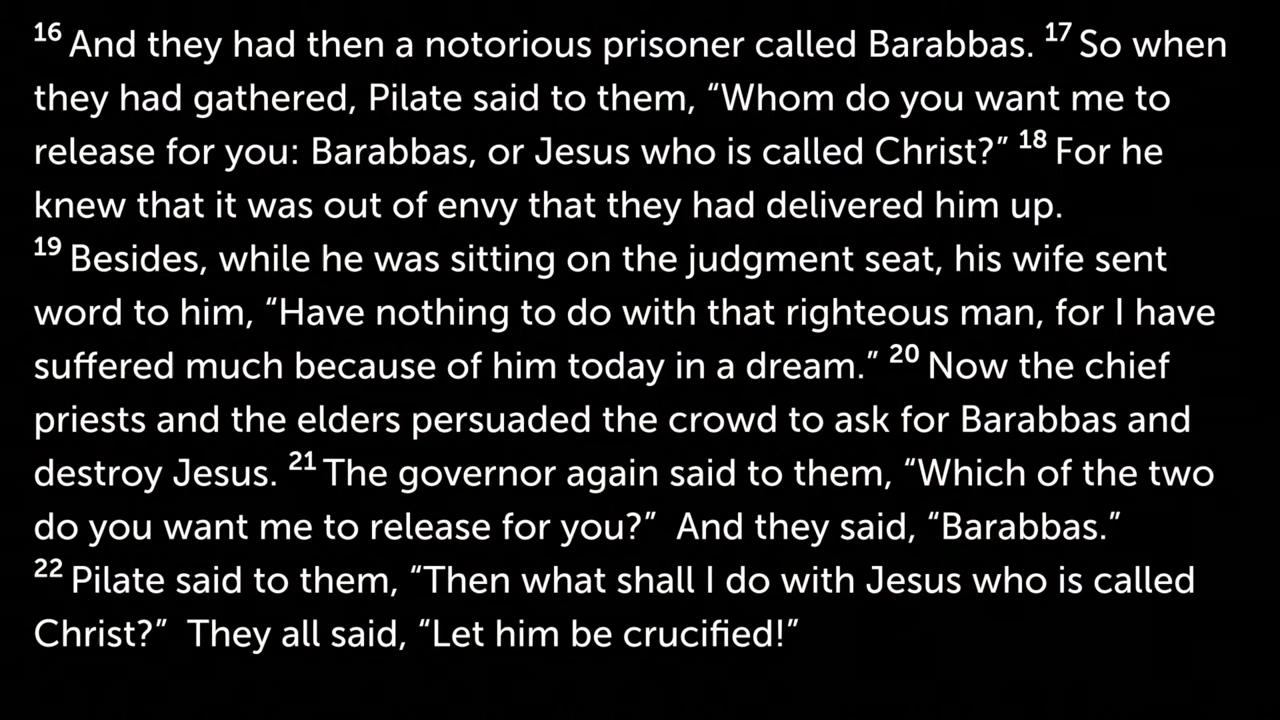 16 And they had then a notorious prisoner called Barabbas. 17 So when
they had gathered, Pilate said to them, “Whom do you want me to
release for you: Barabbas, or Jesus who is called Christ?” 18 For he
knew that it was out of envy that they had delivered him up.
19 Besides, while he was sitting on the judgment seat, his wife sent
word to him, “Have nothing to do with that righteous man, for I have
suffered much because of him today in a dream.” 20 Now the chief
priests and the elders persuaded the crowd to ask for Barabbas and
destroy Jesus. 21 The governor again said to them, “Which of the two
do you want me to release for you?”  And they said, “Barabbas.”
22 Pilate said to them, “Then what shall I do with Jesus who is called
Christ?”  They all said, “Let him be crucified!”